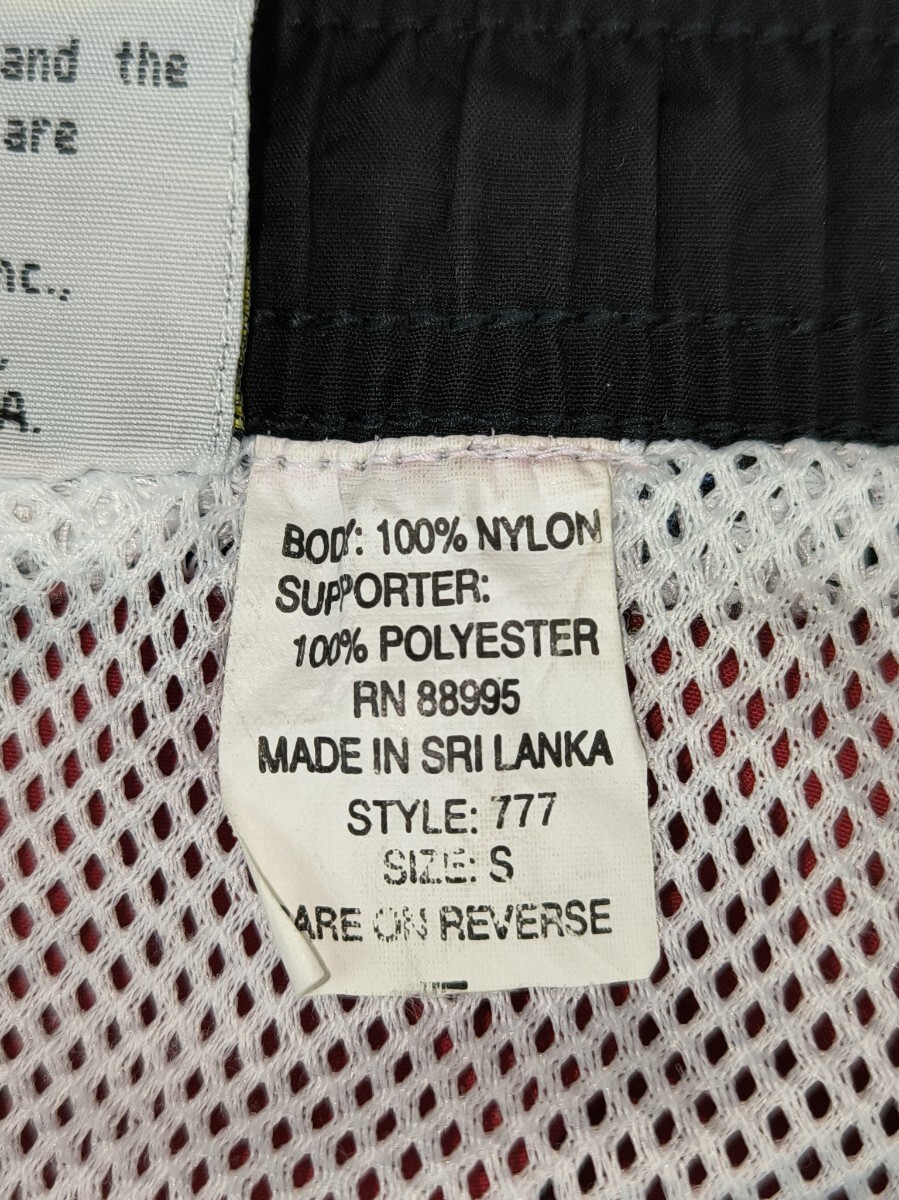 and the
are
nc.,
A.
BODY: 100% NYLON
SUPPORTER:
100% POLYESTER
RN 88995
MADE IN SRI LANKA
STYLE: 777
SIZE: S
CARE ON REVERSE